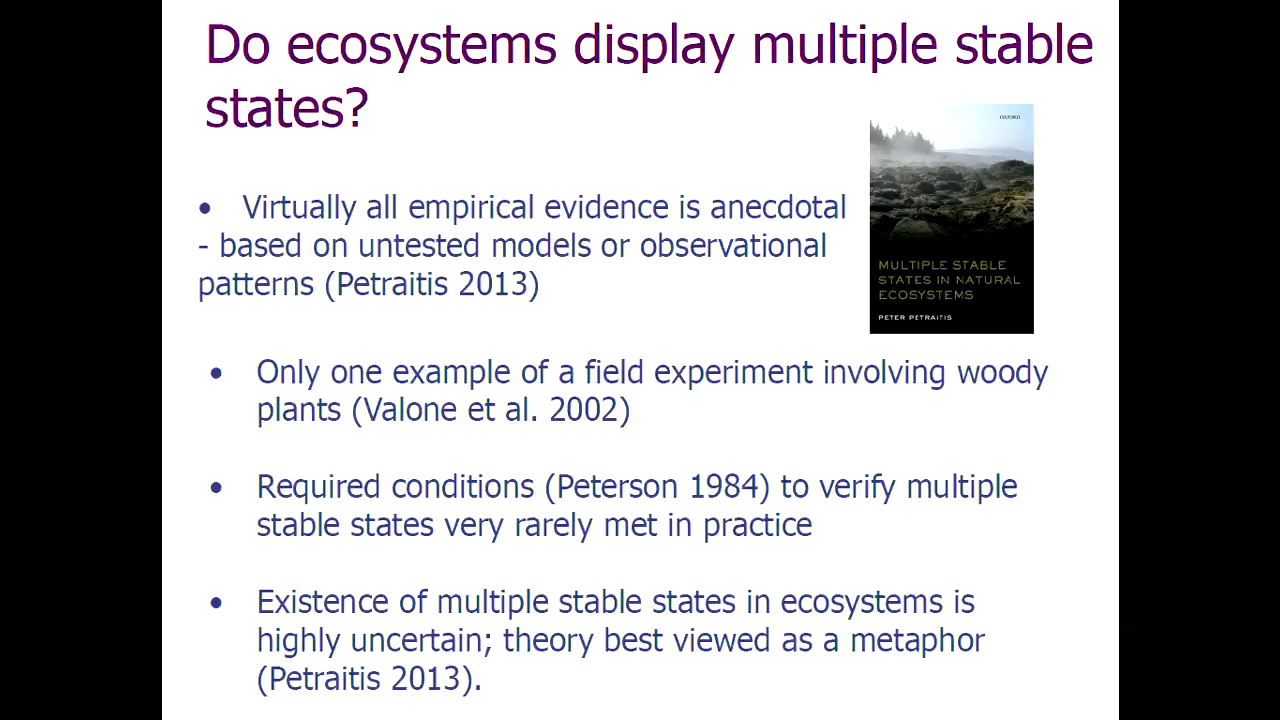 Do ecosystems display multiple stable
states?
OXFORD
• Virtually all empirical evidence is anecdotal
- based on untested models or observational
patterns (Petraitis 2013)
MULTIPLE STABLE
STATES IN NATURAL
ECOSYSTEMS
PETER PETRAITIS
• Only one example of a field experiment involving woody
plants (Valone et al. 2002)
• Required conditions (Peterson 1984) to verify multiple
stable states very rarely met in practice
• Existence of multiple stable states in ecosystems is
highly uncertain; theory best viewed as a metaphor
(Petraitis 2013).